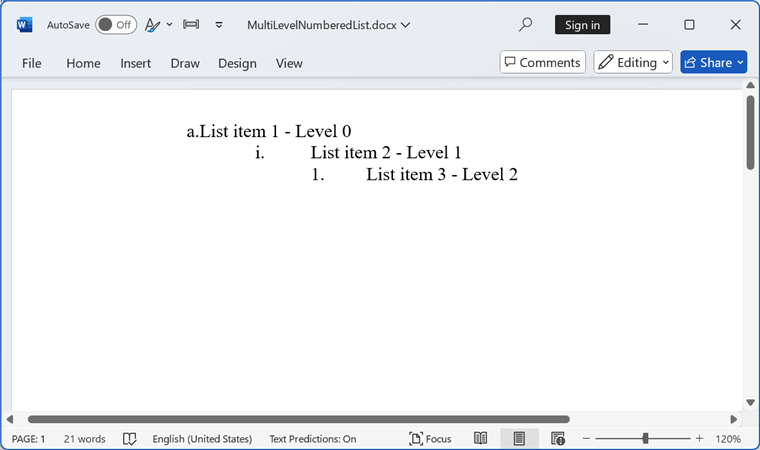 W
AutoSave Off MultiLevelNumberedList.docx Sign in
File Home Insert Draw Design View Comments Editing Share
a.List item 1 - Level 0
i. List item 2 - Level 1
1. List item 3 - Level 2
PAGE: 1 21 words English (United States) Text Predictions: On Focus 120%